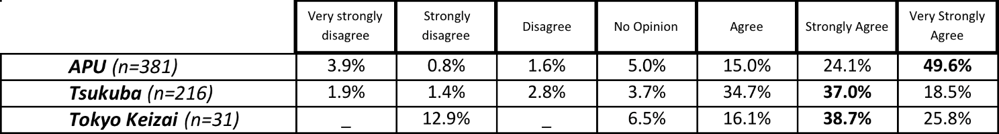 Very strongly disagree Strongly disagree Disagree No Opinion Agree Strongly Agree Very Strongly Agree
APU (n=381) 3.9% 0.8% 1.6% 5.0% 15.0% 24.1% 49.6%
Tsukuba (n=216) 1.9% 1.4% 2.8% 3.7% 34.7% 37.0% 18.5%
Tokyo Keizai (n=31) _ 12.9% _ 6.5% 16.1% 38.7% 25.8%